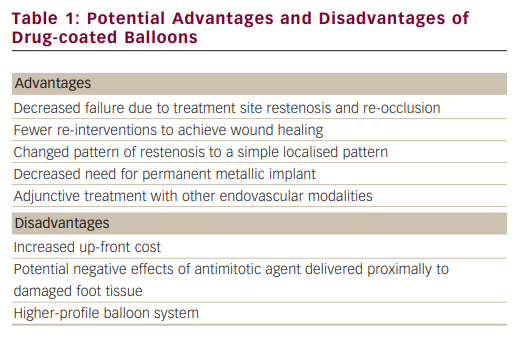 Table 1: Potential Advantages and Disadvantages of
Drug-coated Balloons
Advantages
Decreased failure due to treatment site restenosis and re-occlusion
Fewer re-interventions to achieve wound healing
Changed pattern of restenosis to a simple localised pattern
Decreased need for permanent metallic implant
Adjunctive treatment with other endovascular modalities
Disadvantages
Increased up-front cost
Potential negative effects of antimitotic agent delivered proximally to
damaged foot tissue
Higher-profile balloon system